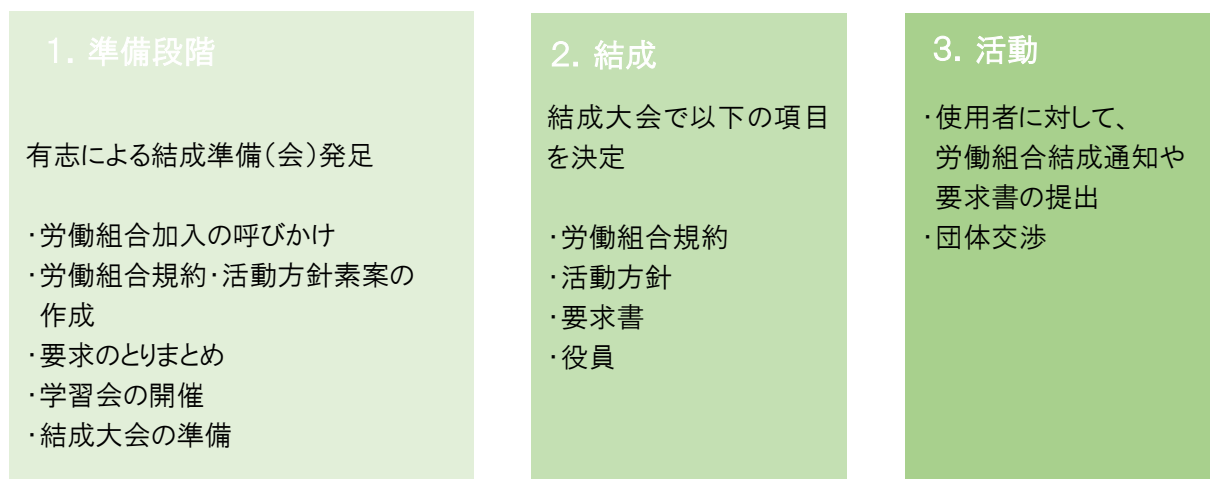 １．準備段階
有志による結成準備（会）発足
・労働組合加入の呼びかけ
・労働組合規約・活動方針素案の
作成
・要求のとりまとめ
・学習会の開催
・結成大会の準備
２．結成
結成大会で以下の項目
を決定
・労働組合規約
・活動方針
・要求書
・役員
３．活動
・使用者に対して、
労働組合結成通知や
要求書の提出
・団体交渉